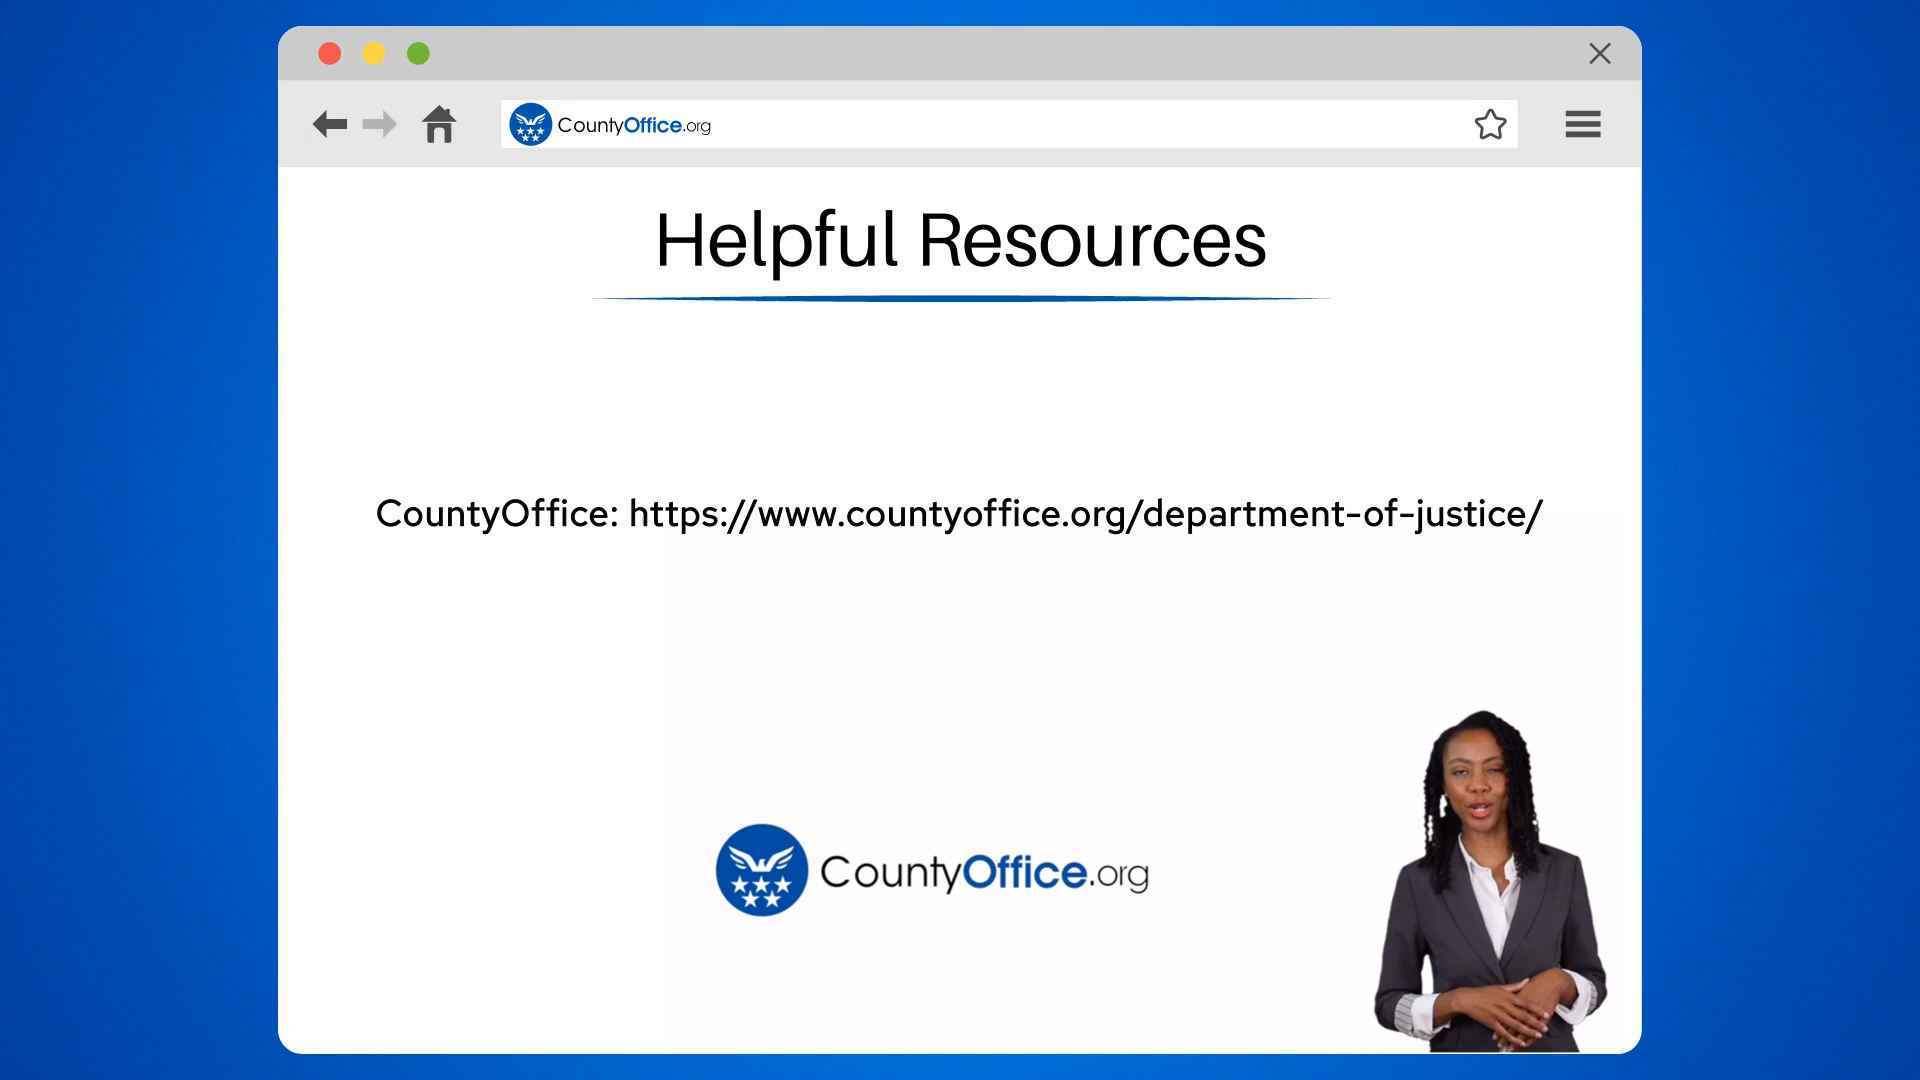 CountyOffice.org
Helpful Resources
CountyOffice: https://www.countyoffice.org/department-of-justice/
CountyOffice.org